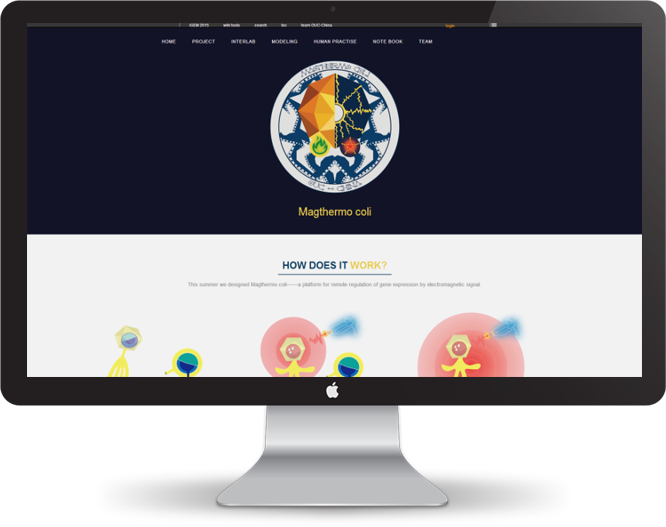 IGEM 2015 wiki tools search list team OUC-China login
HOME PROJECT INTERLAB MODELING HUMAN PRACTISE NOTE BOOK TEAM
MAGTHERMO COLI
Magthermo coli
HOW DOES IT WORK?
This summer we designed Magthermo coli——a platform for remote regulation of gene expression by electromagnetic signal